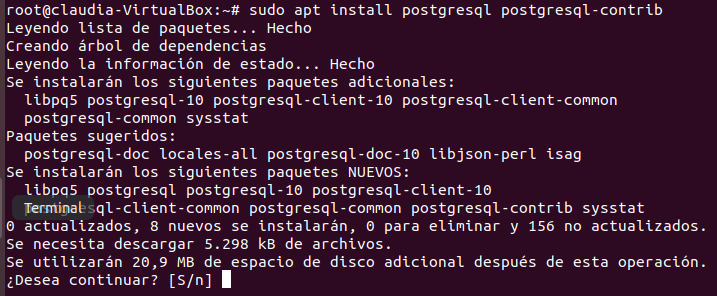 root@claudia-VirtualBox:~# sudo apt install postgresql postgresql-contrib
Leyendo lista de paquetes... Hecho
Creando árbol de dependencias
Leyendo la información de estado... Hecho
Se instalarán los siguientes paquetes adicionales:
libpq5 postgresql-10 postgresql-client-10 postgresql-client-common
postgresql-common sysstat
Paquetes sugeridos:
postgresql-doc locales-all postgresql-doc-10 libjson-perl isag
Se instalarán los siguientes paquetes NUEVOS:
libpq5 postgresql postgresql-10 postgresql-client-10
Terminal
postgresql-client-common postgresql-common postgresql-contrib sysstat
0 actualizados, 8 nuevos se instalarán, 0 para eliminar y 156 no actualizados.
Se necesita descargar 5.298 kB de archivos.
Se utilizarán 20,9 MB de espacio de disco adicional después de esta operación.
¿Desea continuar? [S/n]